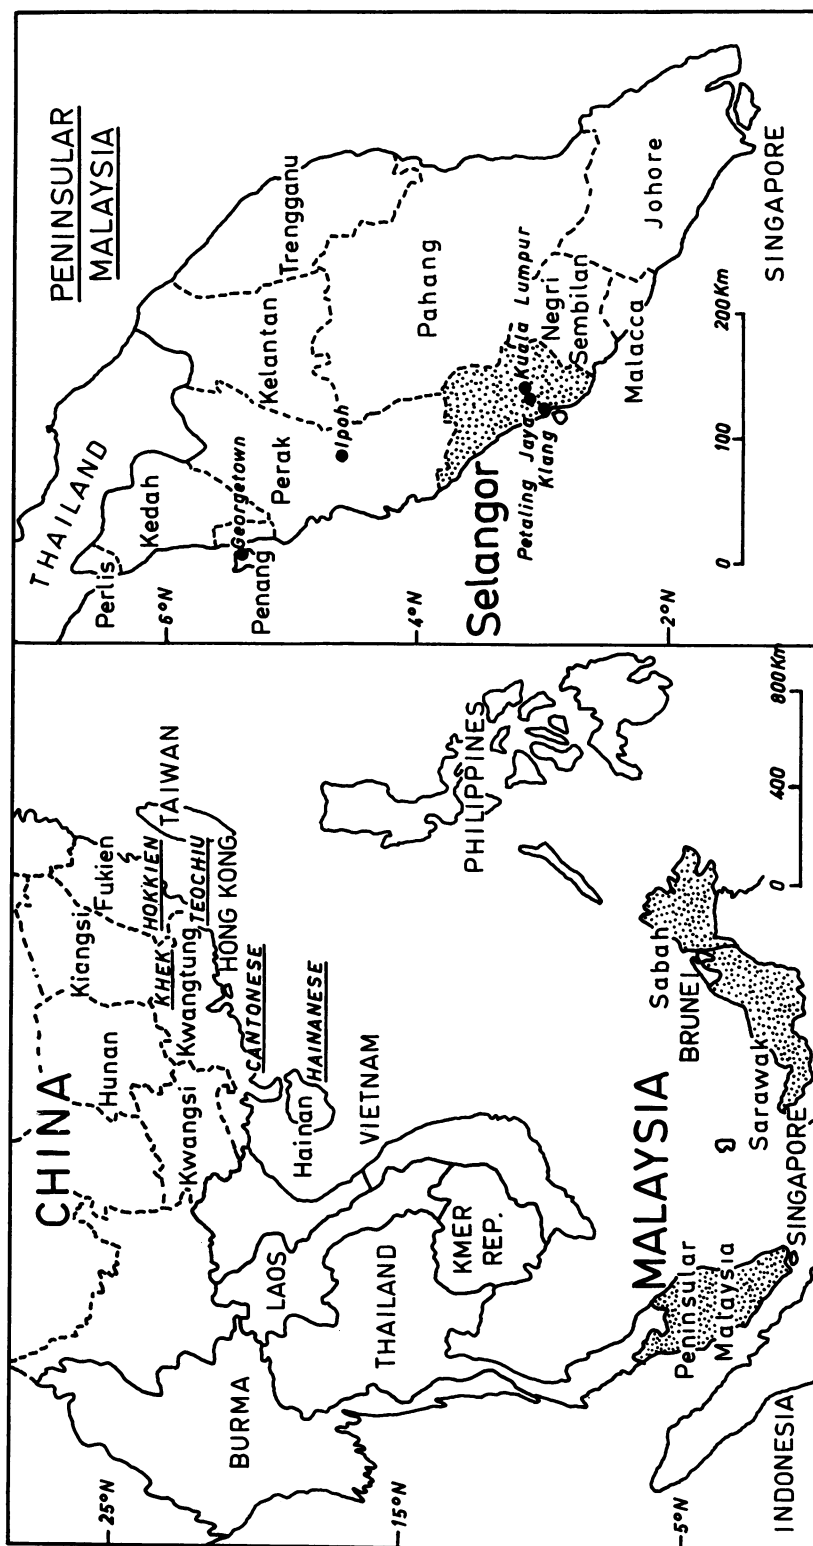 CHINA
Hunan
Kiangsi
Fukien
KHEK
HOKKIEN
TAIWAN
Kwangsi
Kwangtung
TEOCHIU
HONG KONG
CANTONESE
Hainan
HAINANESE
25°N
BURMA
LAOS
VIETNAM
THAILAND
KMER
REP.
15°N
PHILIPPINES
MALAYSIA
Peninsular
Malaysia
Sabah
BRUNEI
Sarawak
SINGAPORE
INDONESIA
5°N
0
400
800Km
PENINSULAR
MALAYSIA
THAILAND
Perlis
Kedah
6°N
Georgetown
Penang
Perak
Kelantan
Trengganu
Ipoh
4°N
Pahang
Selangor
Petaling Jaya
Kuala Lumpur
Klang
Negri
Sembilan
Malacca
Johore
2°N
SINGAPORE
0
100
200Km